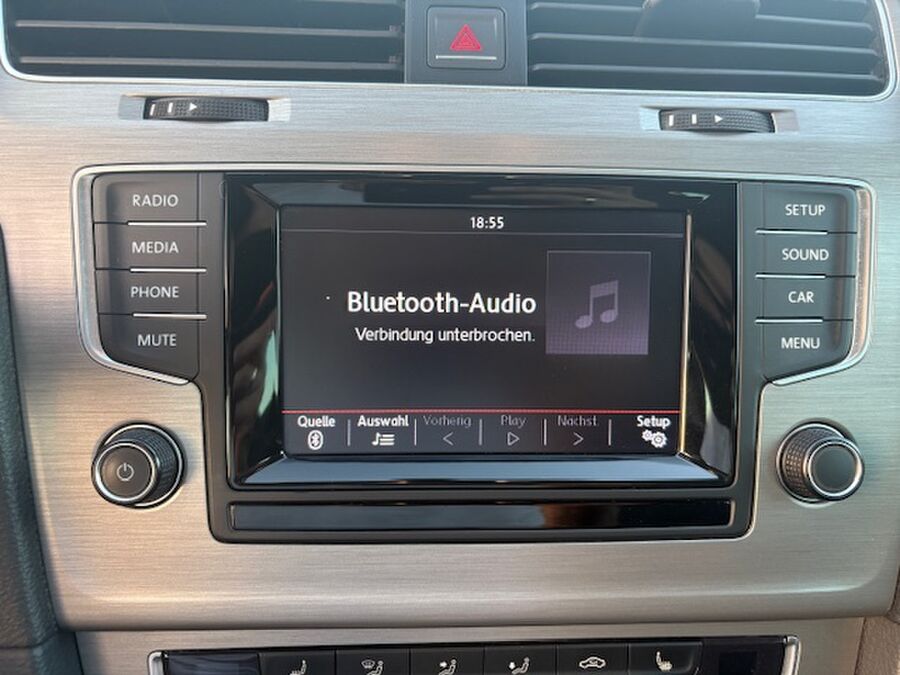 RADIO
MEDIA
PHONE
MUTE
18:55
Bluetooth-Audio
Verbindung unterbrochen.
Quelle Auswahl Vorherig Play Nächst. Setup
SETUP
SOUND
CAR
MENU